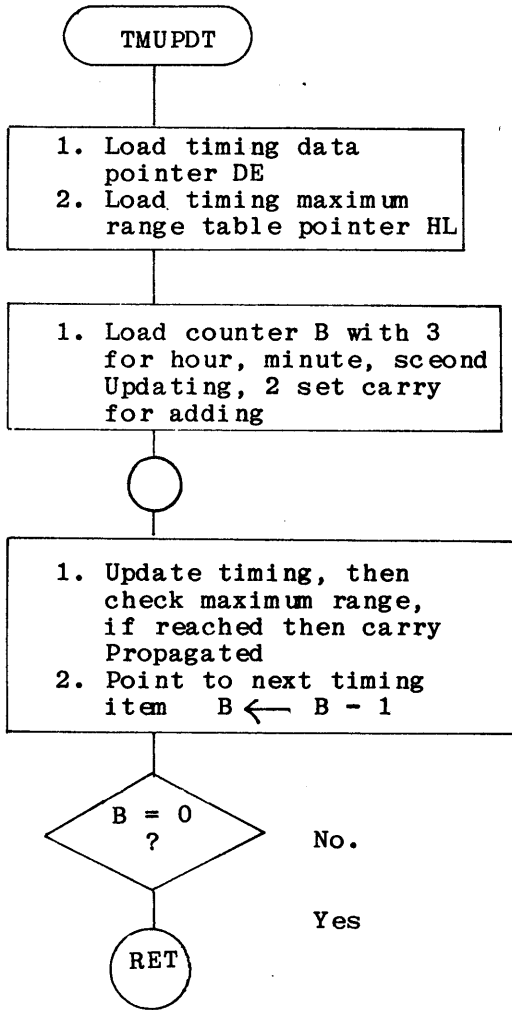 TMUPDT
1. Load timing data
pointer DE
2. Load timing maximum
range table pointer HL
1. Load counter B with 3
for hour, minute, sceond
Updating, 2 set carry
for adding
1. Update timing, then
check maximum range,
if reached then carry
Propagated
2. Point to next timing
item B ← B - 1
B = 0
?
No.
Yes
RET